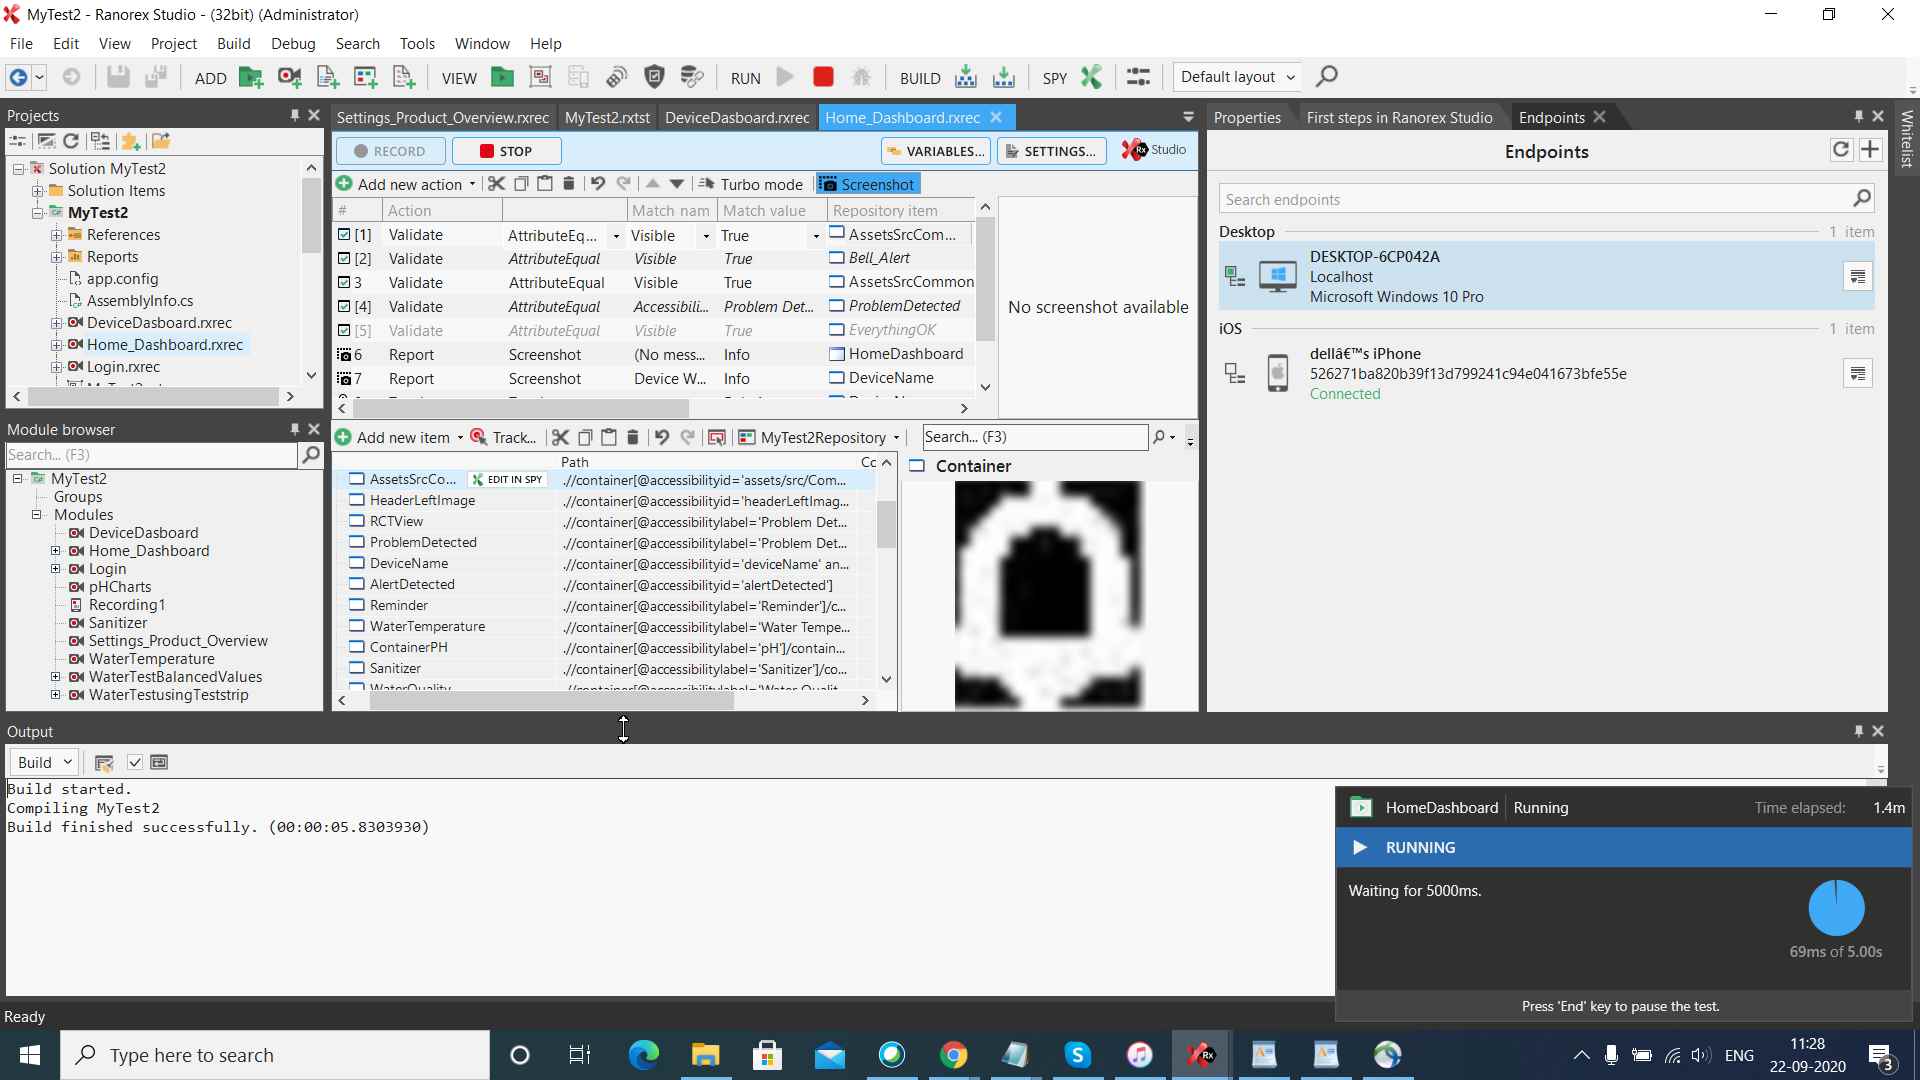 MyTest2 - Ranorex Studio - (32bit) (Administrator)
File Edit View Project Build Debug Search Tools Window Help
ADD VIEW RUN BUILD SPY Default layout
Projects
Solution MyTest2
Solution Items
MyTest2
References
Reports
app.config
AssemblyInfo.cs
DeviceDasboard.rxrec
Home_Dashboard.rxrec
Login.rxrec
Module browser
Search... (F3)
MyTest2
Groups
Modules
DeviceDasboard
Home_Dashboard
Login
pHCharts
Recording1
Sanitizer
Settings_Product_Overview
WaterTemperature
WaterTestBalancedValues
WaterTestusingTeststrip
Settings_Product_Overview.rxrec MyTest2.rxtst DeviceDasboard.rxrec Home_Dashboard.rxrec
RECORD STOP VARIABLES... SETTINGS... Rx Studio
Add new action Turbo mode Screenshot
# Action Match nam Match value Repository item
[1] Validate AttributeEq... Visible True AssetsSrcCom...
[2] Validate AttributeEqual Visible True Bell_Alert
3 Validate AttributeEqual Visible True AssetsSrcCommon
[4] Validate AttributeEqual Accessibili... Problem Det... ProblemDetected
[5] Validate AttributeEqual Visible True EverythingOK
6 Report Screenshot (No mess... Info HomeDashboard
7 Report Screenshot Device W... Info DeviceName
No screenshot available
Add new item Track... MyTest2Repository Search... (F3)
Path Cc
AssetsSrcCo... EDIT IN SPY .//container[@accessibilityid='assets/src/Com...
HeaderLeftImage .//container[@accessibilityid='headerLeftImag...
RCTView .//container[@accessibilitylabel='Problem Det...
ProblemDetected .//container[@accessibilitylabel='Problem Det...
DeviceName .//container[@accessibilityid='deviceName' an...
AlertDetected .//container[@accessibilityid='alertDetected']
Reminder .//container[@accessibilitylabel='Reminder']/c...
WaterTemperature .//container[@accessibilitylabel='Water Tempe...
ContainerPH .//container[@accessibilitylabel='pH']/contain...
Sanitizer .//container[@accessibilitylabel='Sanitizer']/co...
Container
Properties First steps in Ranorex Studio Endpoints
Endpoints
Search endpoints
Desktop 1 item
DESKTOP-6CP042A
Localhost
Microsoft Windows 10 Pro
iOS 1 item
dellâ€™s iPhone
526271ba820b39f13d799241c94e041673bfe55e
Connected
Whitelist
Output
Build
Build started.
Compiling MyTest2
Build finished successfully. (00:00:05.8303930)
HomeDashboard Running Time elapsed: 1.4m
RUNNING
Waiting for 5000ms.
69ms of 5.00s
Press 'End' key to pause the test.
Ready
Type here to search
ENG
11:28
22-09-2020
3